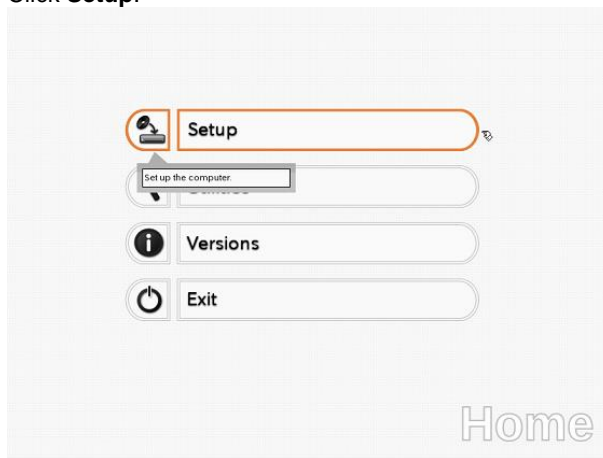 Click Setup.
Setup
Set up the computer.
Versions
Exit
Home